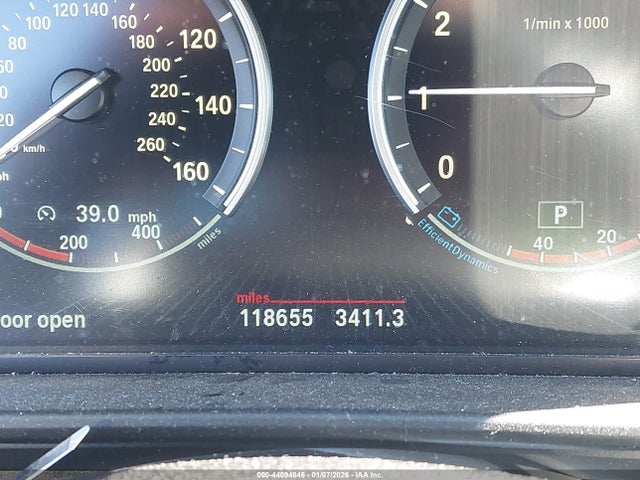 60 80 100 120 140 160
180
200
220
240
260
120
140
160
km/h
39.0 mph
200 400
miles
2
1
0
1/min x 1000
P
EfficientDynamics
40 20
miles
118655 3411.3
oor open
000-44094846 - 01/07/2026 - IAA Inc.